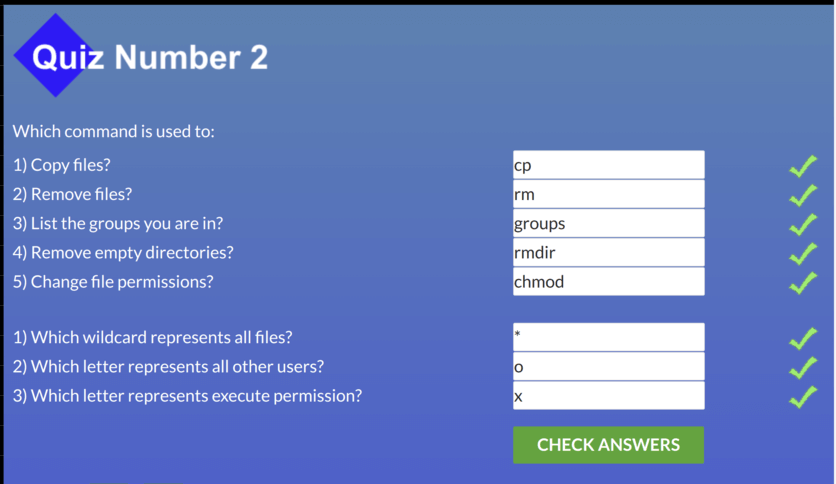 Quiz Number 2
Which command is used to:
1) Copy files? cp
2) Remove files? rm
3) List the groups you are in? groups
4) Remove empty directories? rmdir
5) Change file permissions? chmod
1) Which wildcard represents all files? *
2) Which letter represents all other users? o
3) Which letter represents execute permission? x
CHECK ANSWERS